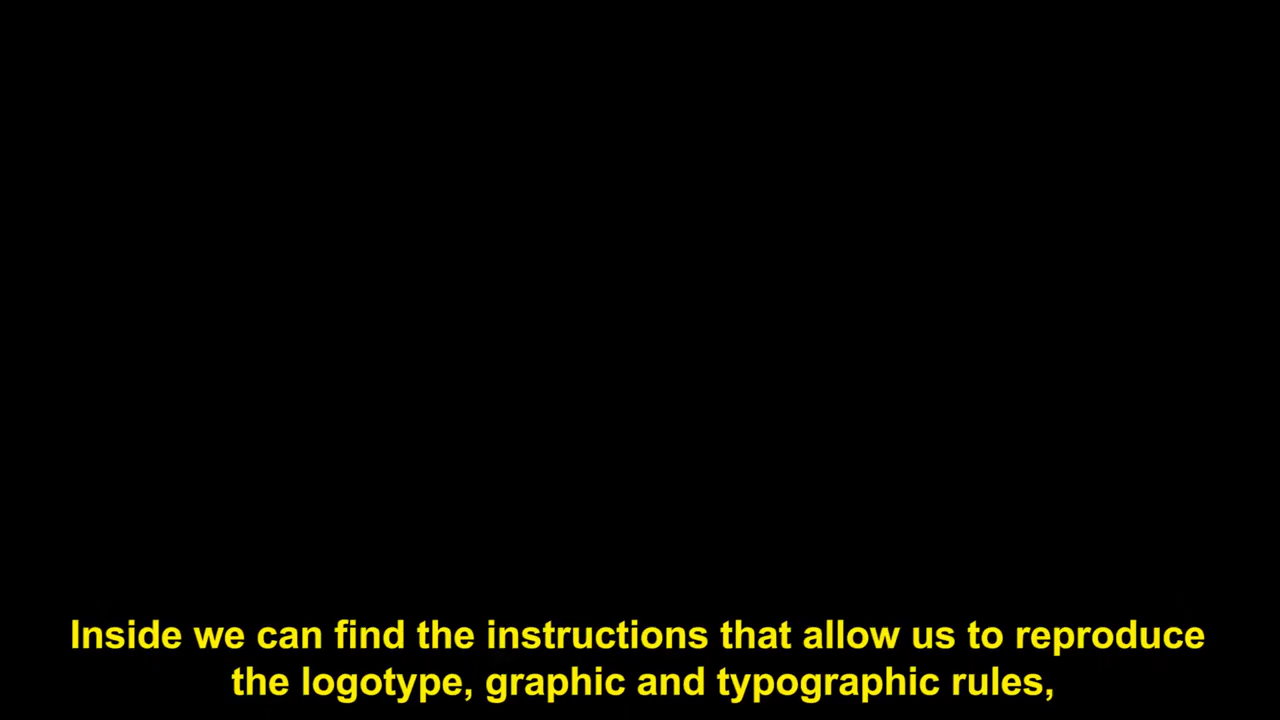 Inside we can find the instructions that allow us to reproduce
the logotype, graphic and typographic rules,